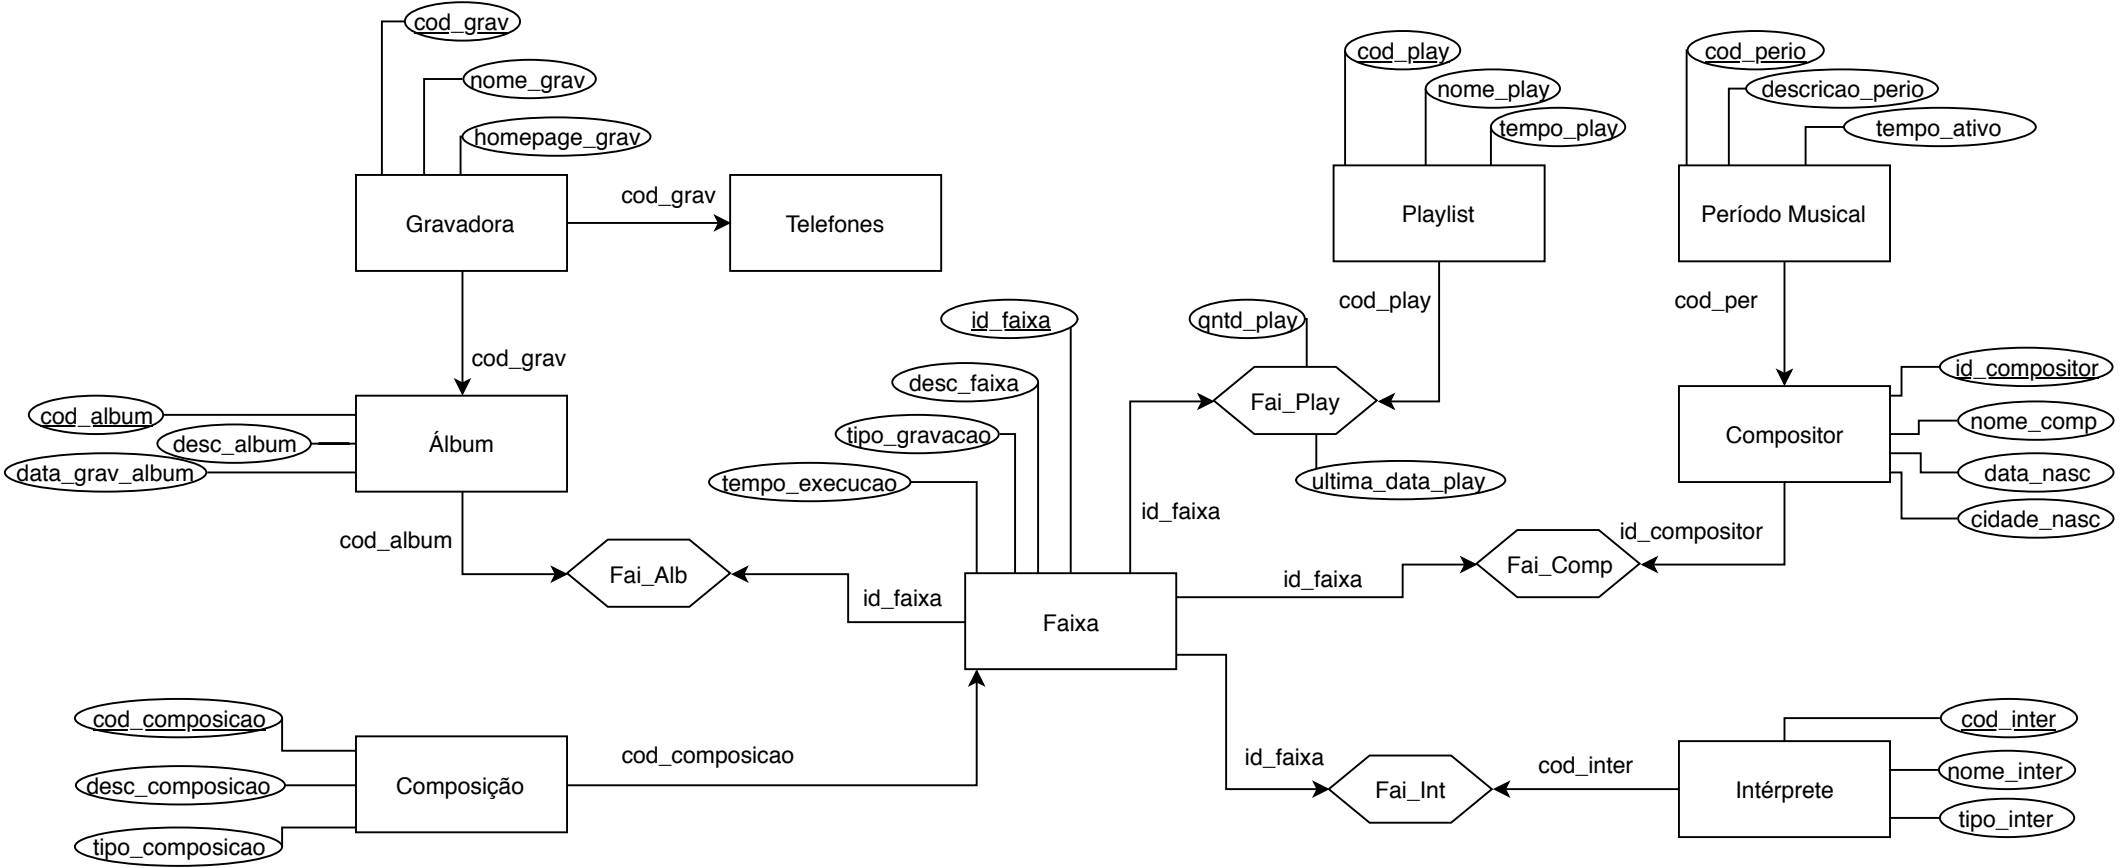 cod_grav
nome_grav
homepage_grav
Gravadora
cod_grav
Telefones
cod_play
nome_play
tempo_play
Playlist
cod_perio
descricao_perio
tempo_ativo
Período Musical
cod_grav
cod_play
cod_per
cod_album
desc_album
data_grav_album
Álbum
id_faixa
desc_faixa
tipo_gravacao
tempo_execucao
qntd_play
Fai_Play
ultima_data_play
id_faixa
Compositor
id_compositor
nome_comp
data_nasc
cidade_nasc
cod_album
Fai_Alb
id_faixa
Faixa
id_faixa
Fai_Comp
id_compositor
cod_composicao
desc_composicao
tipo_composicao
Composição
cod_composicao
id_faixa
Fai_Int
cod_inter
Intérprete
cod_inter
nome_inter
tipo_inter